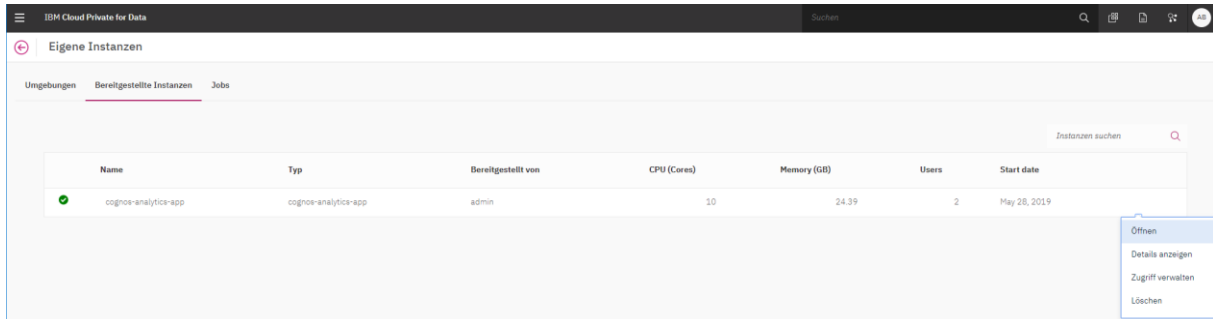 IBM Cloud Private for Data Suchen AB
Eigene Instanzen
Umgebungen Bereitgestellte Instanzen Jobs
Instanzen suchen
Name Typ Bereitgestellt von CPU (Cores) Memory (GB) Users Start date
cognos-analytics-app cognos-analytics-app admin 10 24.39 2 May 28, 2019
Öffnen
Details anzeigen
Zugriff verwalten
Löschen